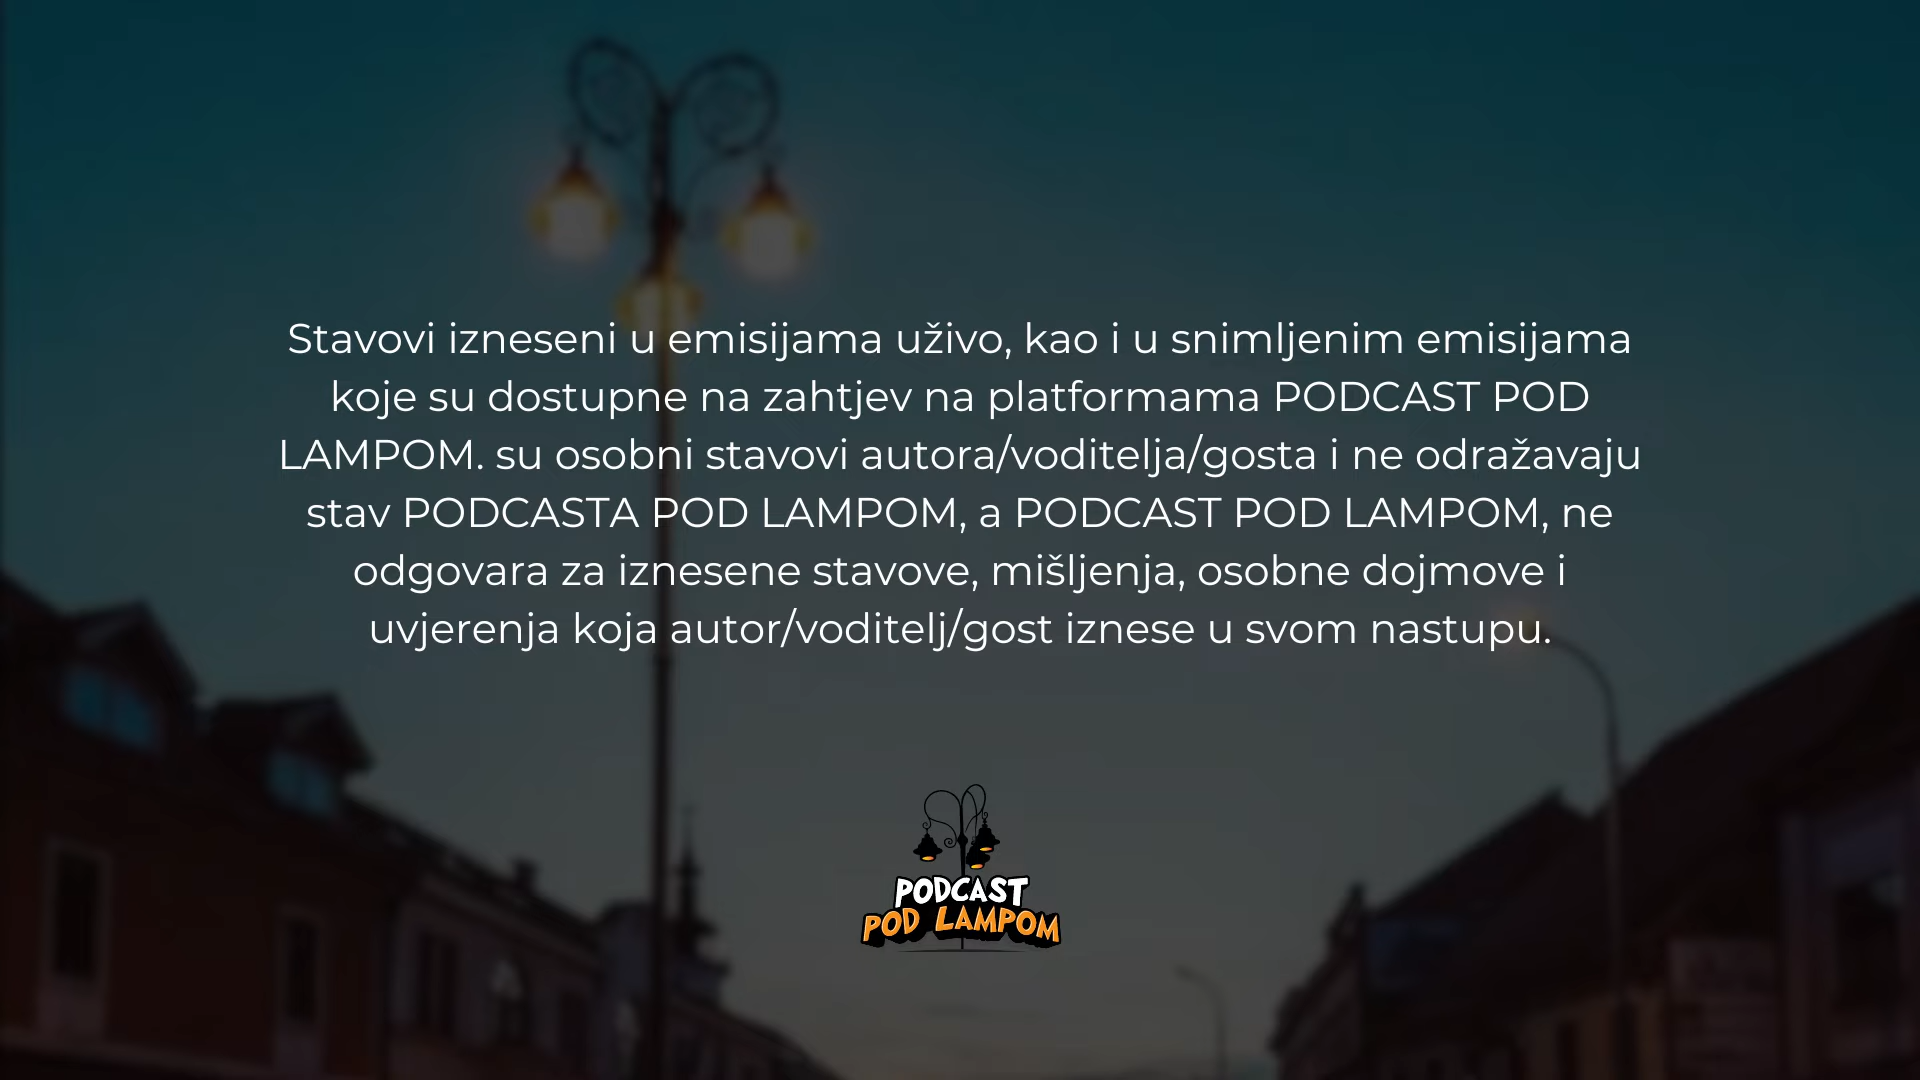 Stavovi izneseni u emisijama uživo, kao i u snimljenim emisijama
koje su dostupne na zahtjev na platformama PODCAST POD
LAMPOM. su osobni stavovi autora/voditelja/gosta i ne odražavaju
stav PODCASTA POD LAMPOM, a PODCAST POD LAMPOM, ne
odgovara za iznesene stavove, mišljenja, osobne dojmove i
uvjerenja koja autor/voditelj/gost iznese u svom nastupu.
PODCAST
POD LAMPOM